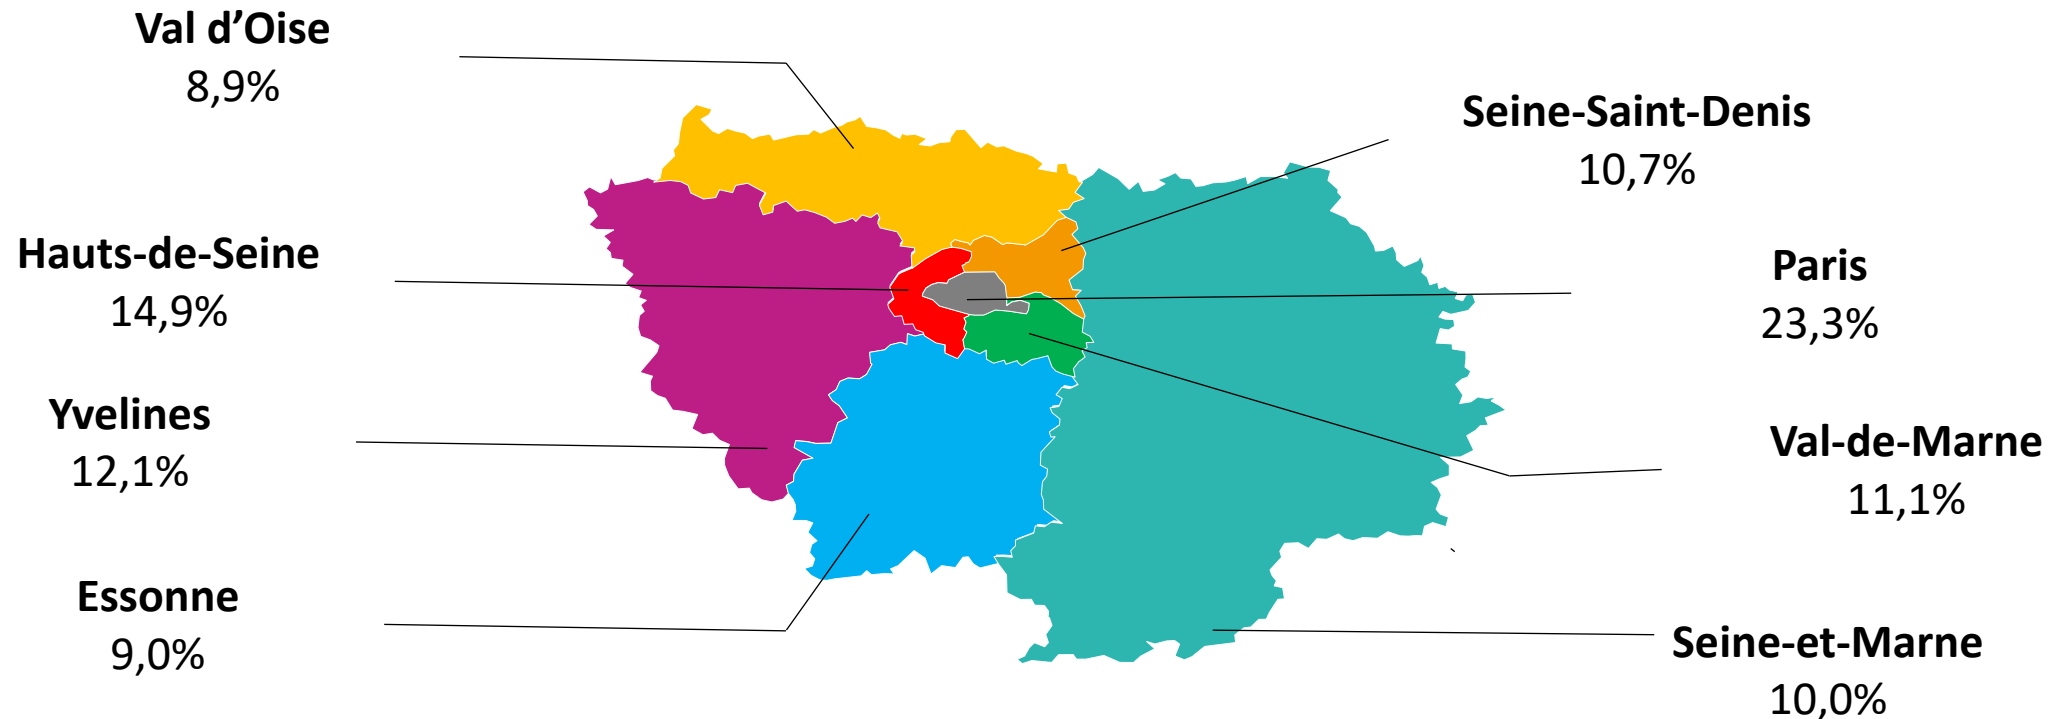 Val d’Oise
8,9%
Seine-Saint-Denis
10,7%
Hauts-de-Seine
14,9%
Paris
23,3%
Yvelines
12,1%
Val-de-Marne
11,1%
Essonne
9,0%
Seine-et-Marne
10,0%